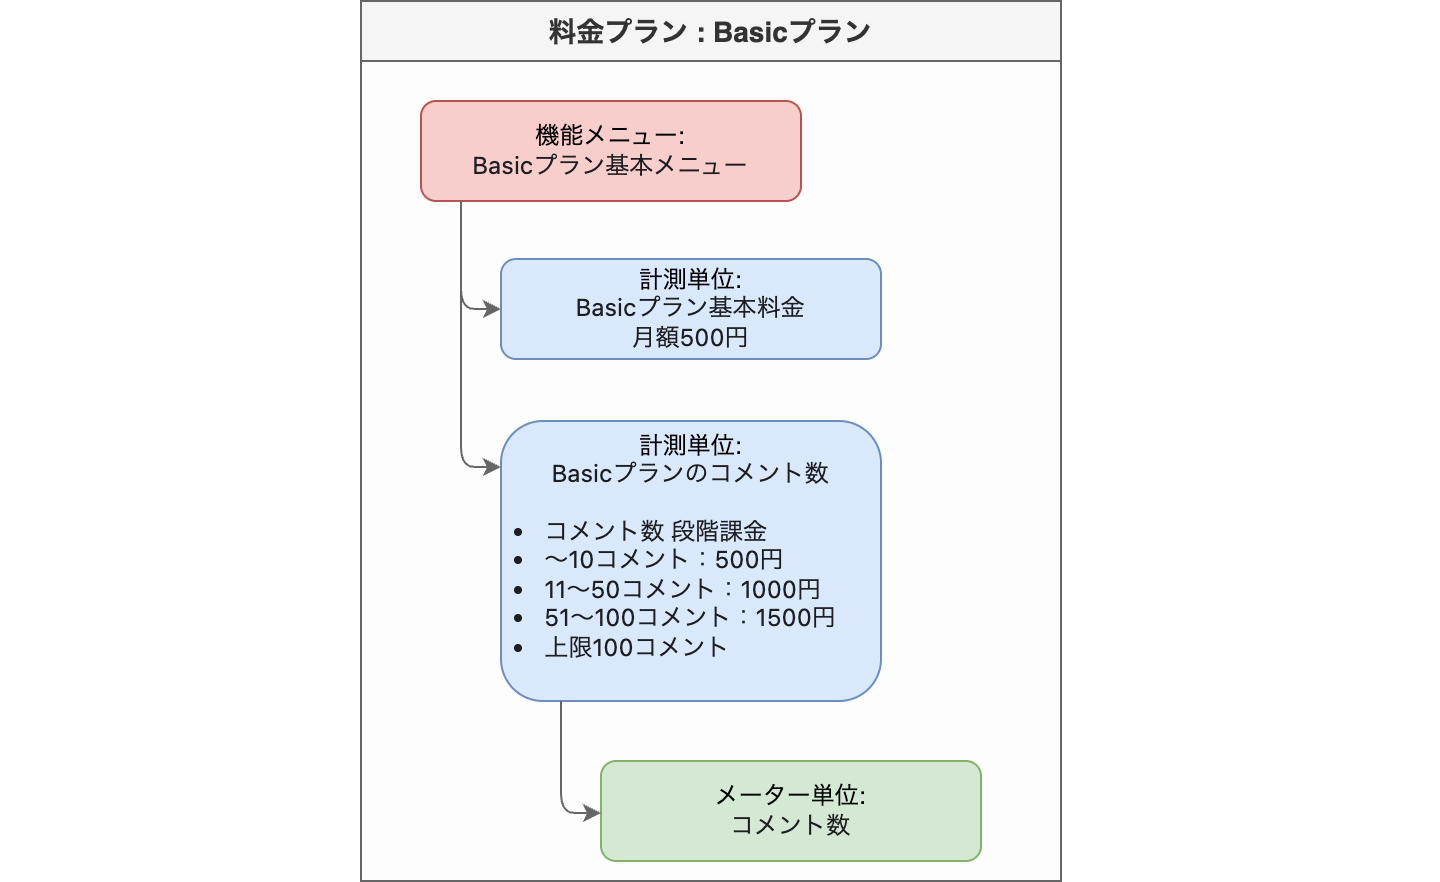 料金プラン : Basicプラン
機能メニュー:
Basicプラン基本メニュー
計測単位:
Basicプラン基本料金
月額500円
計測単位:
Basicプランのコメント数
• コメント数 段階課金
• 〜10コメント：500円
• 11〜50コメント：1000円
• 51〜100コメント：1500円
• 上限100コメント
メーター単位:
コメント数